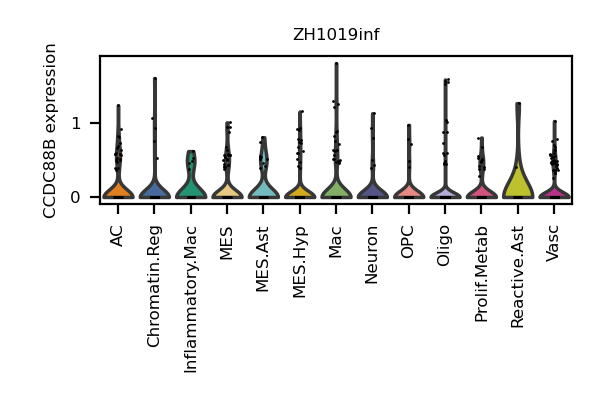 ZH1019inf
CCDC88B expression
1
0
AC
Chromatin.Reg
Inflammatory.Mac
MES
MES.Ast
MES.Hyp
Mac
Neuron
OPC
Oligo
Prolif.Metab
Reactive.Ast
Vasc